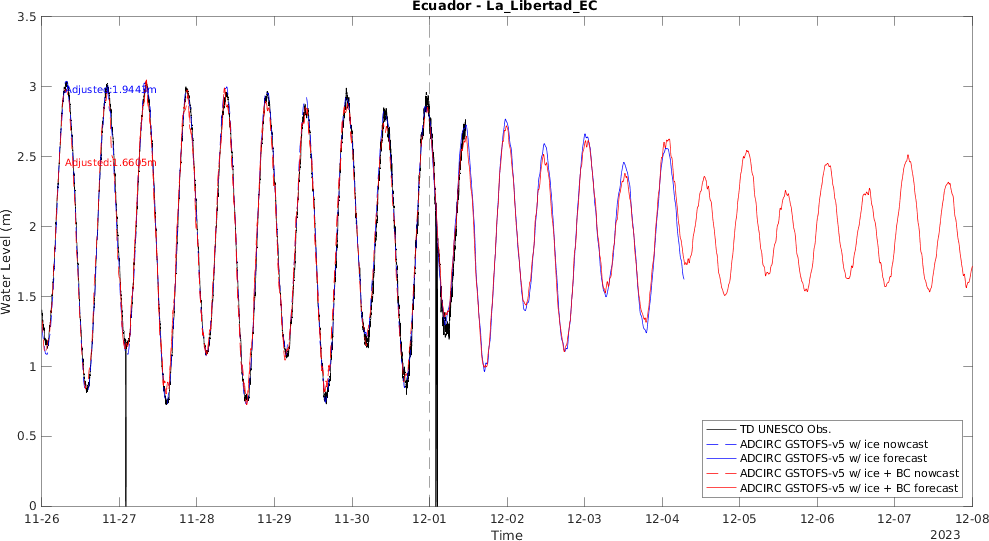 Ecuador - La_Libertad_EC
3.5
3
2.5
2
1.5
1
0.5
0
Water Level (m)
Adjusted:1.9443m
Adjusted:1.6605m
TD UNESCO Obs.
ADCIRC GSTOFS-v5 w/ ice nowcast
ADCIRC GSTOFS-v5 w/ ice forecast
ADCIRC GSTOFS-v5 w/ ice + BC nowcast
ADCIRC GSTOFS-v5 w/ ice + BC forecast
11-26 11-27 11-28 11-29 11-30 12-01 12-02 12-03 12-04 12-05 12-06 12-07 12-08
Time
2023